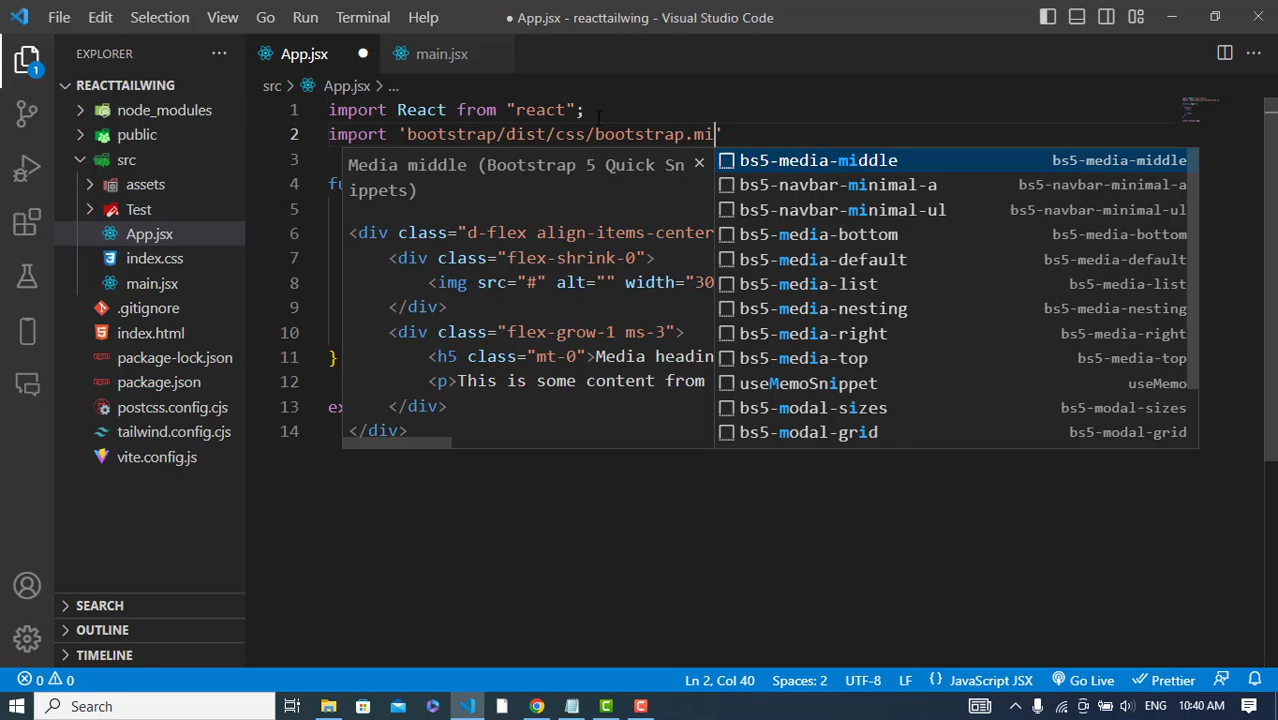 File Edit Selection View Go Run Terminal Help ● App.jsx - reacttailwing - Visual Studio Code
EXPLORER ···
App.jsx ●
main.jsx
1
REACTTAILWING
node_modules
public
src
assets
Test
App.jsx
index.css
main.jsx
.gitignore
index.html
package-lock.json
package.json
postcss.config.cjs
tailwind.config.cjs
vite.config.js
SEARCH
OUTLINE
TIMELINE
src > App.jsx > ...
1 import React from "react";
2 import 'bootstrap/dist/css/bootstrap.mi'
3
4 fu
5
6
7
8
9
10
11 }
12
13 ex
14
Media middle (Bootstrap 5 Quick Sn
ippets)
<div class="d-flex align-items-center
<div class="flex-shrink-0">
<img src="#" alt="" width="30
</div>
<div class="flex-grow-1 ms-3">
<h5 class="mt-0">Media headin
<p>This is some content from
</div>
</div>
bs5-media-middle bs5-media-middle
bs5-navbar-minimal-a bs5-navbar-minimal-a
bs5-navbar-minimal-ul bs5-navbar-minimal-ul
bs5-media-bottom bs5-media-bottom
bs5-media-default bs5-media-default
bs5-media-list bs5-media-list
bs5-media-nesting bs5-media-nesting
bs5-media-right bs5-media-right
bs5-media-top bs5-media-top
useMemoSnippet useMemo
bs5-modal-sizes bs5-modal-sizes
bs5-modal-grid bs5-modal-grid
0 0 Ln 2, Col 40 Spaces: 2 UTF-8 LF {} JavaScript JSX Go Live Prettier
Search ENG 10:40 AM